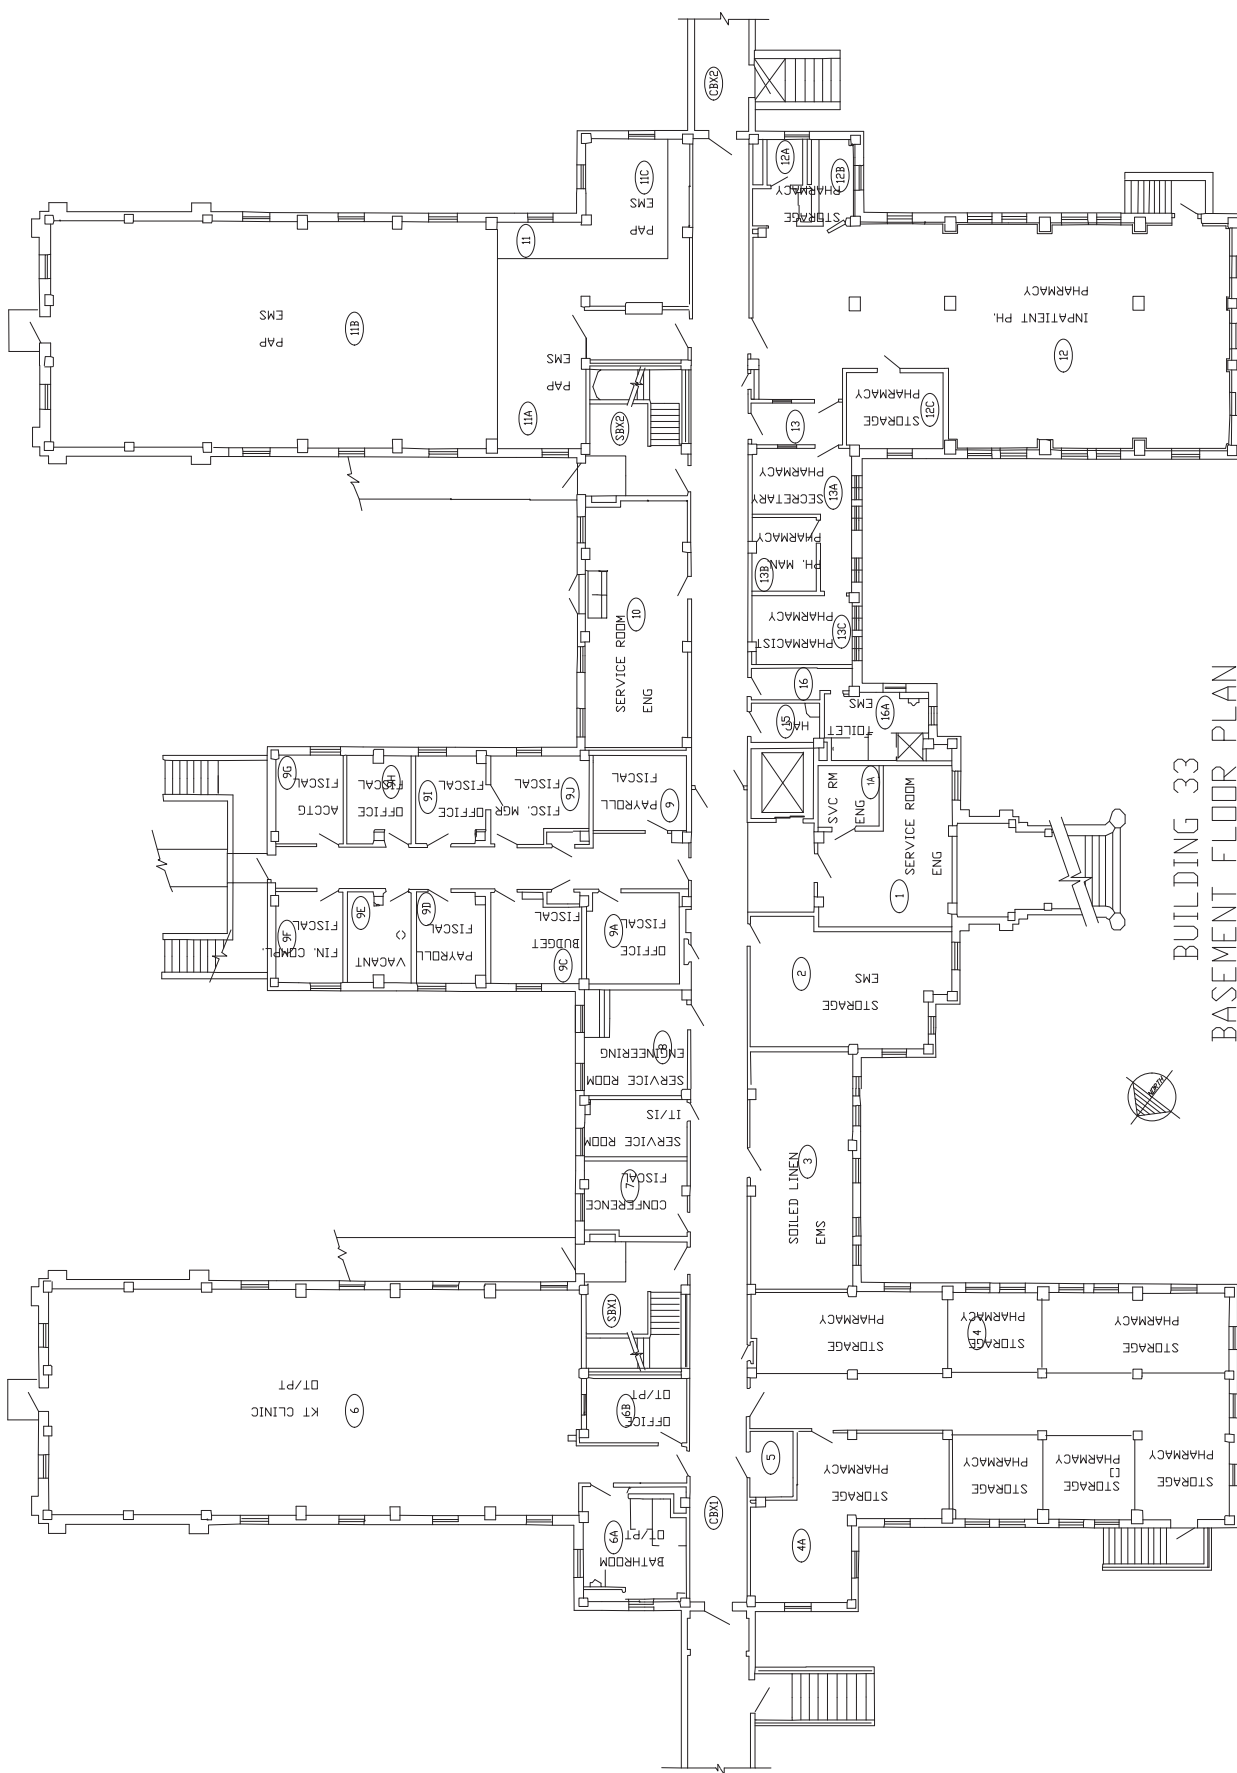 CBX2
12A
12B
PHARMACY
STORAGE
11C
EMS
PAP
11
PHARMACY
INPATIENT PH.
12
EMS
PAP
11B
EMS
PAP
11A
SBX2
13
PHARMACY
STORAGE
12C
PHARMACY
SECRETARY
13A
PHARMACY
PH. MAN
13B
PHARMACY
PHARMACIST
13C
10
SERVICE ROOM
ENG
16
15
HAC
EMS
TOILET
16A
9G
FISCAL
ACCTG
9H
FISCAL
OFFICE
9I
FISCAL
OFFICE
9J
FISCAL
FISC. MGR
FISCAL
PAYROLL
9
SVC RM
ENG
1A
SERVICE ROOM
ENG
1
9F
FISCAL
FIN. COMPL.
9E
VACANT
9D
FISCAL
PAYROLL
FISCAL
BUDGET
9C
9A
FISCAL
OFFICE
2
EMS
STORAGE
8
ENGINEERING
SERVICE ROOM
IT/IS
SERVICE ROOM
7
FISCAL
CONFERENCE
SOILED LINEN
EMS
3
SBX1
PHARMACY
STORAGE
4
PHARMACY
STORAGE
PHARMACY
STORAGE
OT/PT
KT CLINIC
6
6B
OT/PT
OFFICE
5
PHARMACY
STORAGE
PHARMACY
STORAGE
PHARMACY
STORAGE
PHARMACY
STORAGE
4A
CBX1
6A
OT/PT
BATHROOM
NORTH
BUILDING 33
BASEMENT FLOOR PLAN